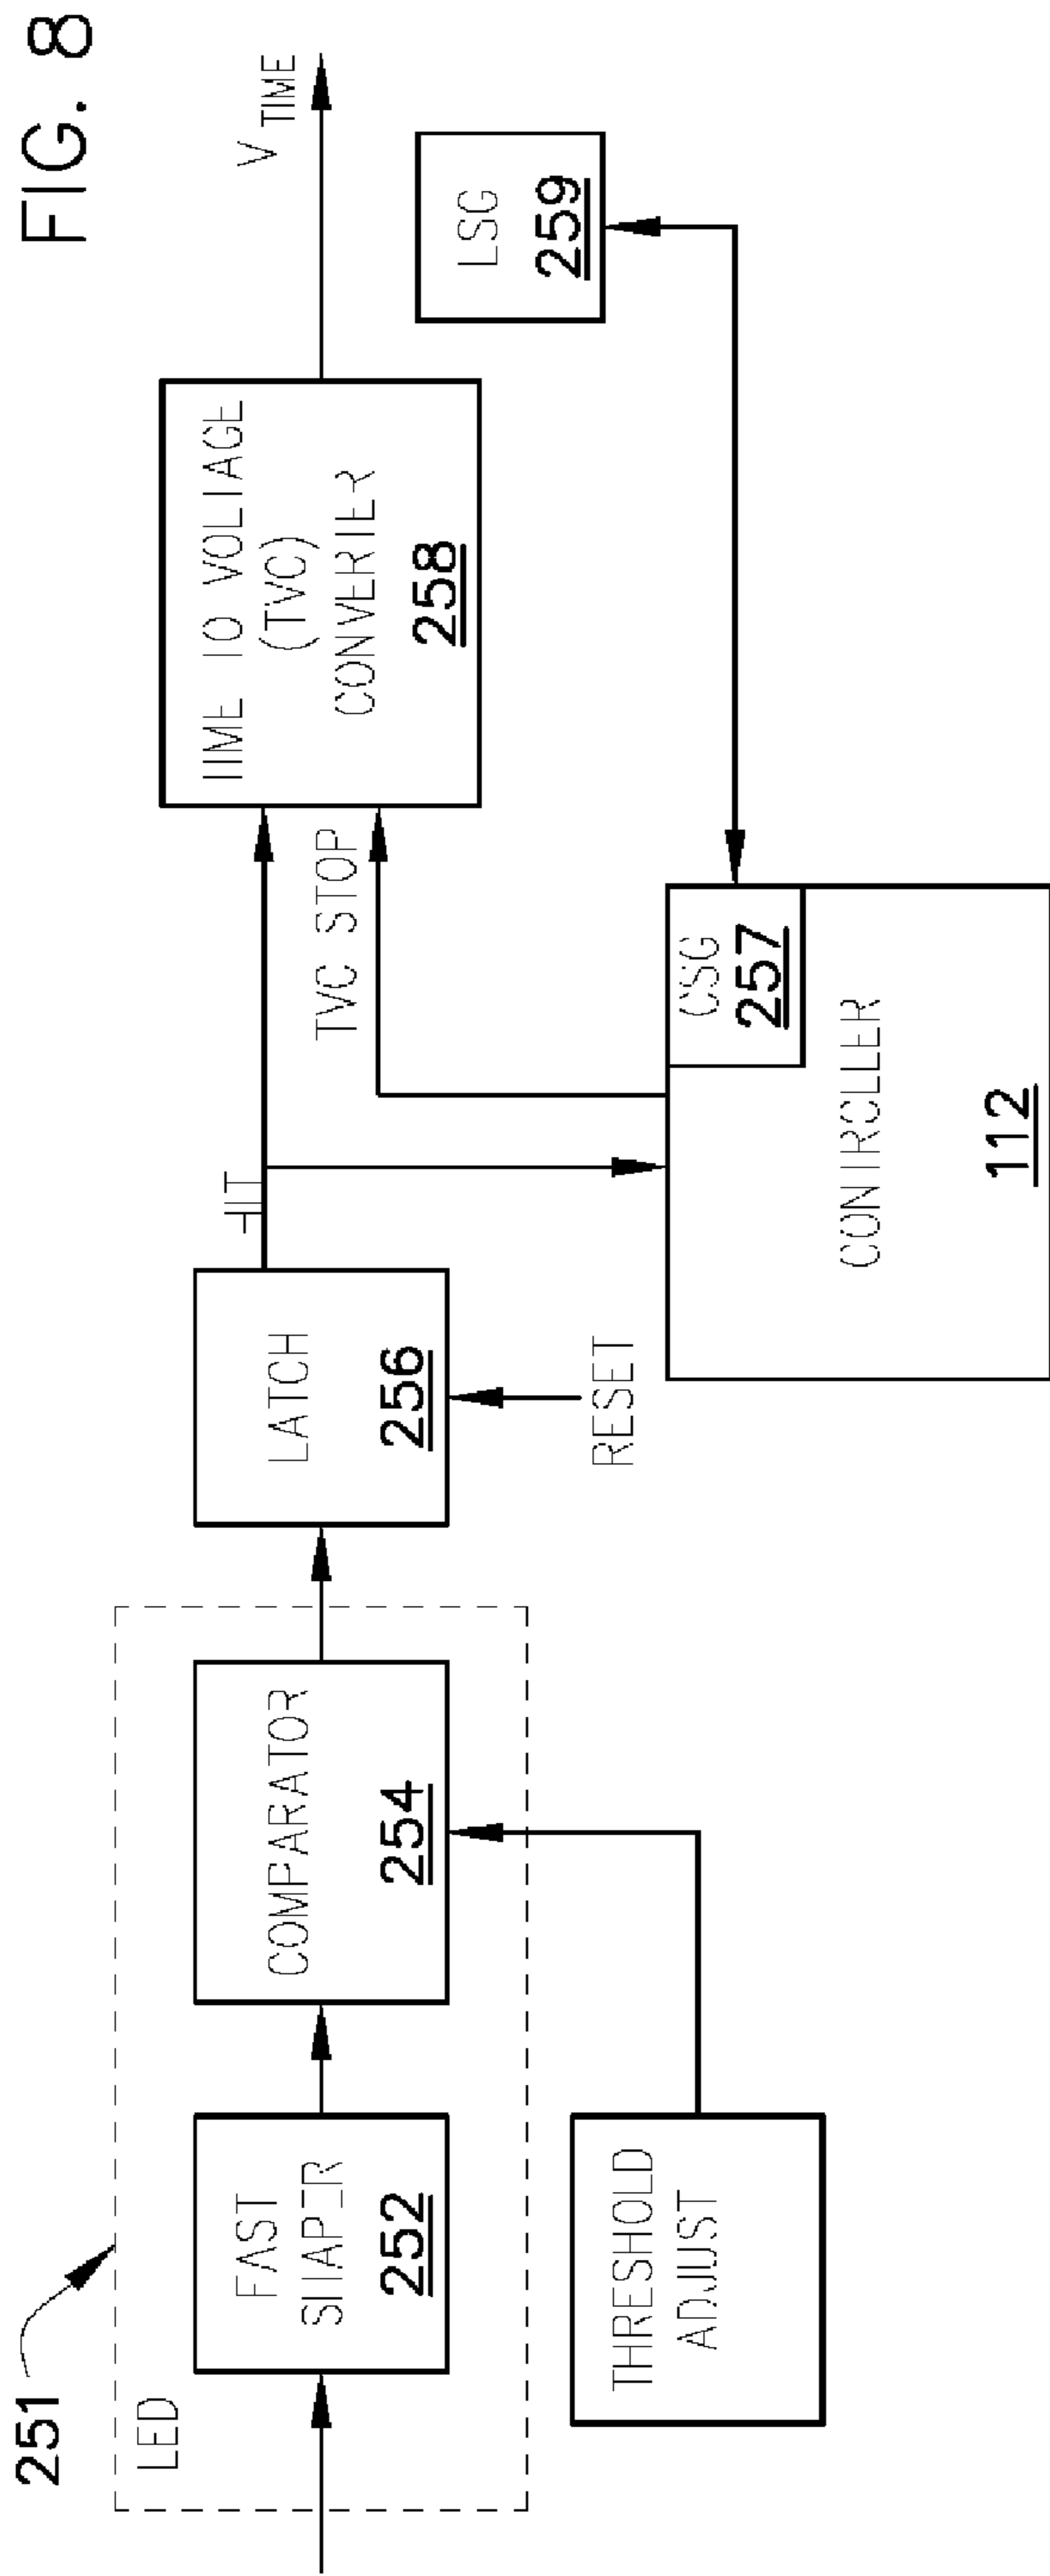 FIG. 8
251
LED
FAST
SHAPER
252
COMPARATOR
254
THRESHOLD
ADJUST
LATCH
256
RESET
HIT
TVC STOP
TIME TO VOLTAGE
(TVC)
CONVERTER
258
V TIME
LSG
259
CSG
257
CONTROLLER
112